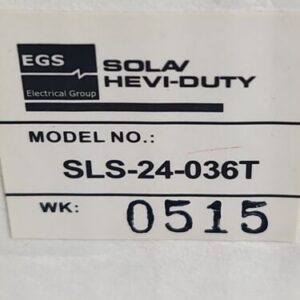 EGS
Electrical Group
SOLA/
HEVI-DUTY
MODEL NO.:
SLS-24-036T
WK: 0515